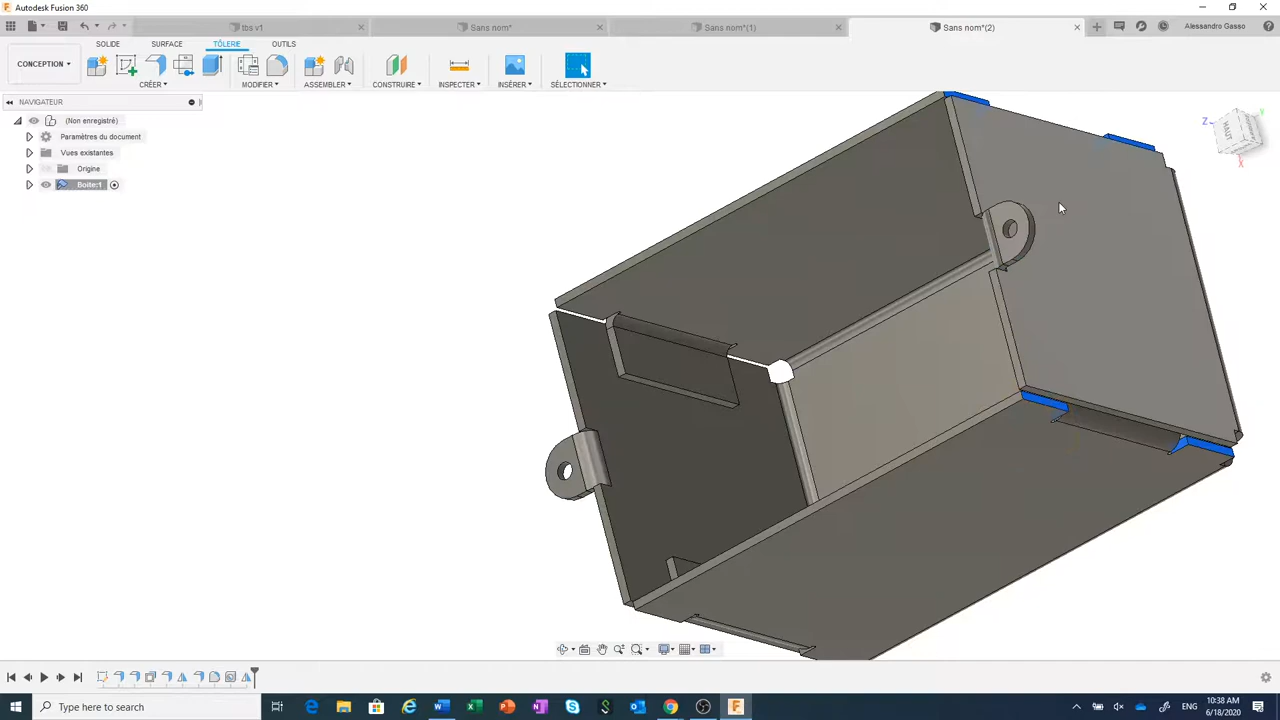 Autodesk Fusion 360
tbs v1
Sans nom*
Sans nom*(1)
Sans nom*(2)
Alessandro Gasso
SOLIDE
SURFACE
TÔLERIE
OUTILS
CONCEPTION
CRÉER
MODIFIER
ASSEMBLER
CONSTRUIRE
INSPECTER
INSÉRER
SÉLECTIONNER
NAVIGATEUR
(Non enregistré)
Paramètres du document
Vues existantes
Origine
Boite:1
Z
Y
X
HAUT
Type here to search
ENG
10:38 AM
6/18/2020